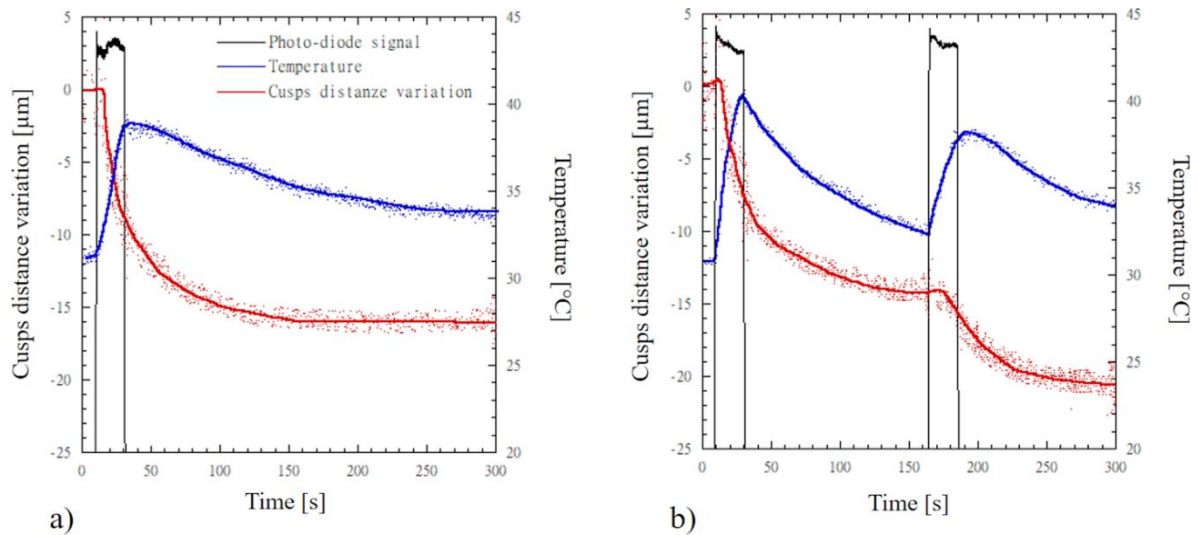 5
0
-5
-10
-15
-20
-25
Cusps distance variation [µm]
Photo-diode signal
Temperature
Cusps distanze variation
45
40
35
30
25
20
Temperature [°C]
0 50 100 150 200 250 300
Time [s]
a)
5
0
-5
-10
-15
-20
-25
Cusps distance variation [µm]
45
40
35
30
25
20
Temperature [°C]
0 50 100 150 200 250 300
Time [s]
b)